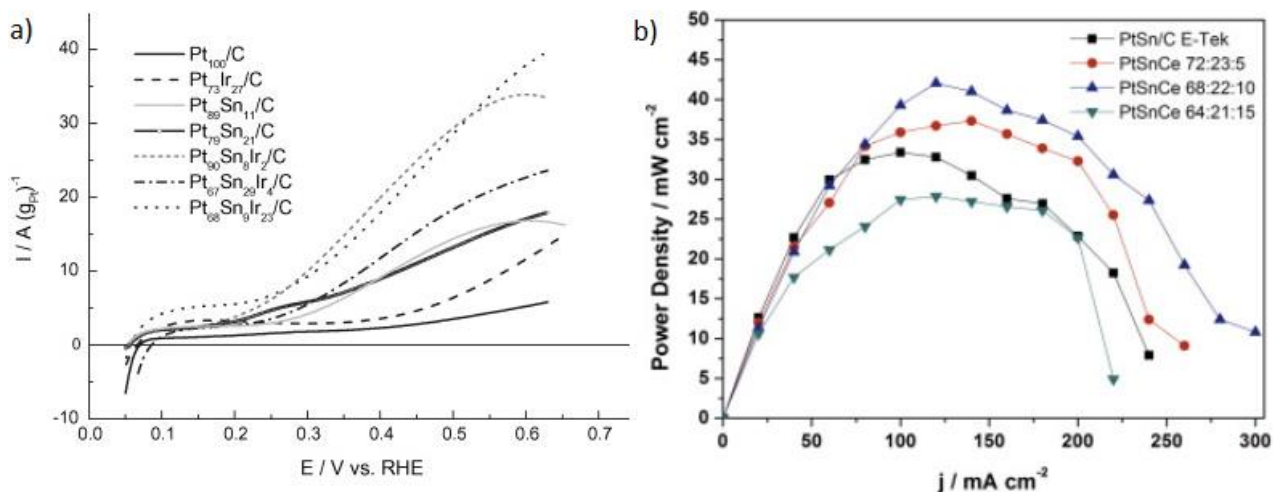 a)
Pt100/C
Pt73Ir27/C
Pt89Sn11/C
Pt79Sn21/C
Pt90Sn8Ir2/C
Pt67Sn29Ir4/C
Pt68Sn9Ir23/C
I / A (gPt)-1
40
30
20
10
0
-10
0.0 0.1 0.2 0.3 0.4 0.5 0.6 0.7
E / V vs. RHE
b)
PtSn/C E-Tek
PtSnCe 72:23:5
PtSnCe 68:22:10
PtSnCe 64:21:15
Power Density / mW cm-2
50
45
40
35
30
25
20
15
10
5
0
0 50 100 150 200 250 300
j / mA cm-2